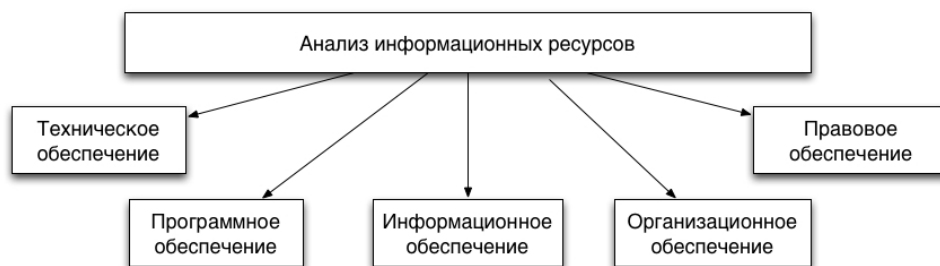 Анализ информационных ресурсов
Техническое
обеспечение
Правовое
обеспечение
Программное
обеспечение
Информационное
обеспечение
Организационное
обеспечение